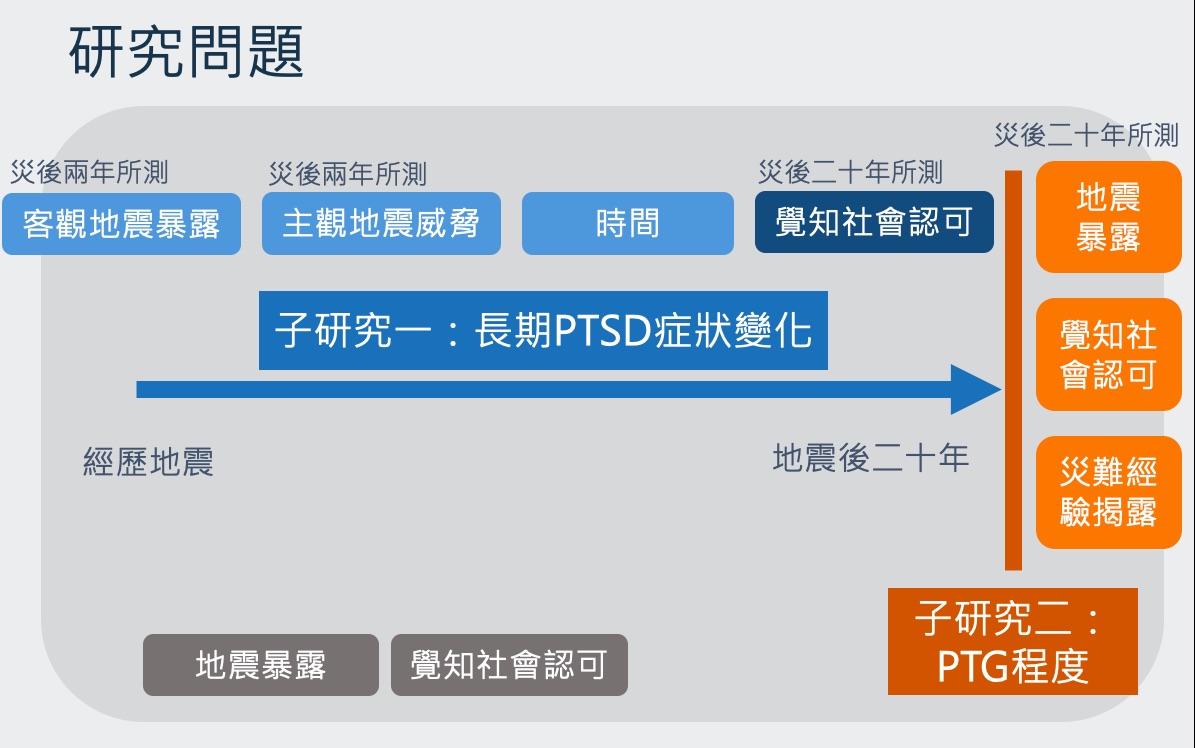 研究問題
災後兩年所測
災後兩年所測
災後二十年所測
災後二十年所測
客觀地震暴露
主觀地震威脅
時間
覺知社會認可
地震
暴露
子研究一：長期PTSD症狀變化
覺知社
會認可
經歷地震
地震後二十年
災難經
驗揭露
子研究二：
PTG程度
地震暴露
覺知社會認可